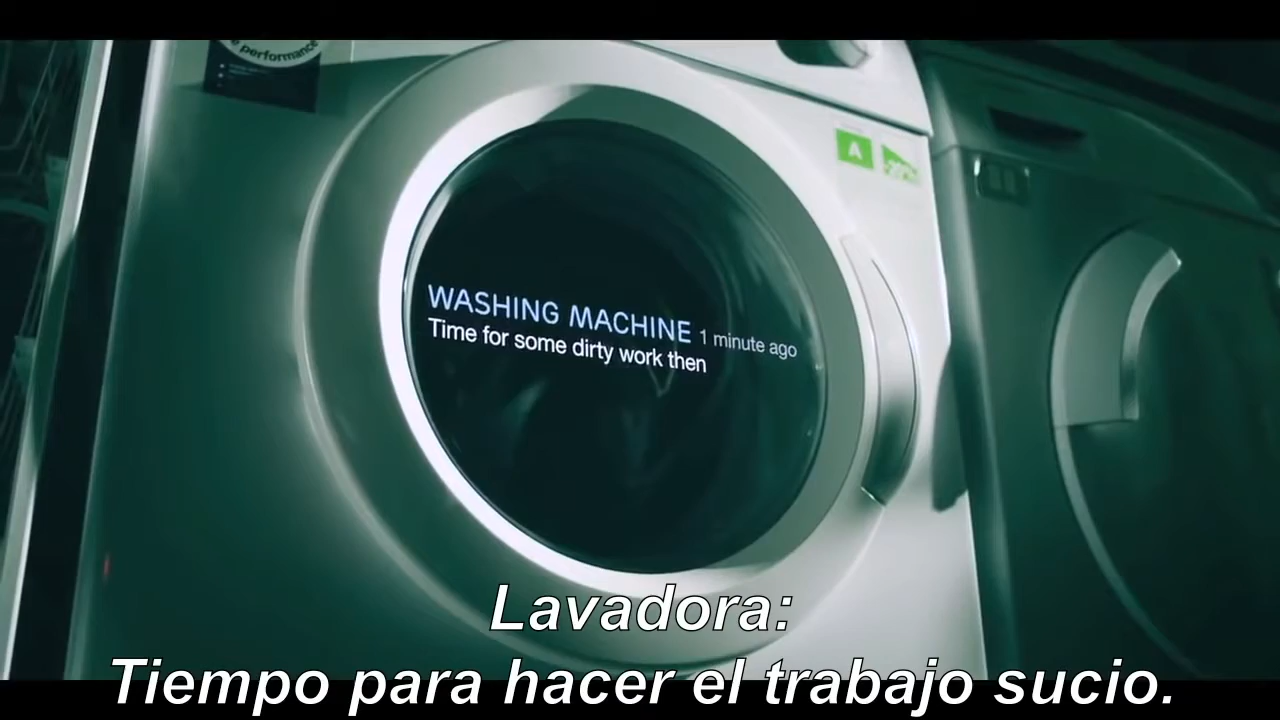 performance
A
WASHING MACHINE 1 minute ago
Time for some dirty work then
Lavadora:
Tiempo para hacer el trabajo sucio.